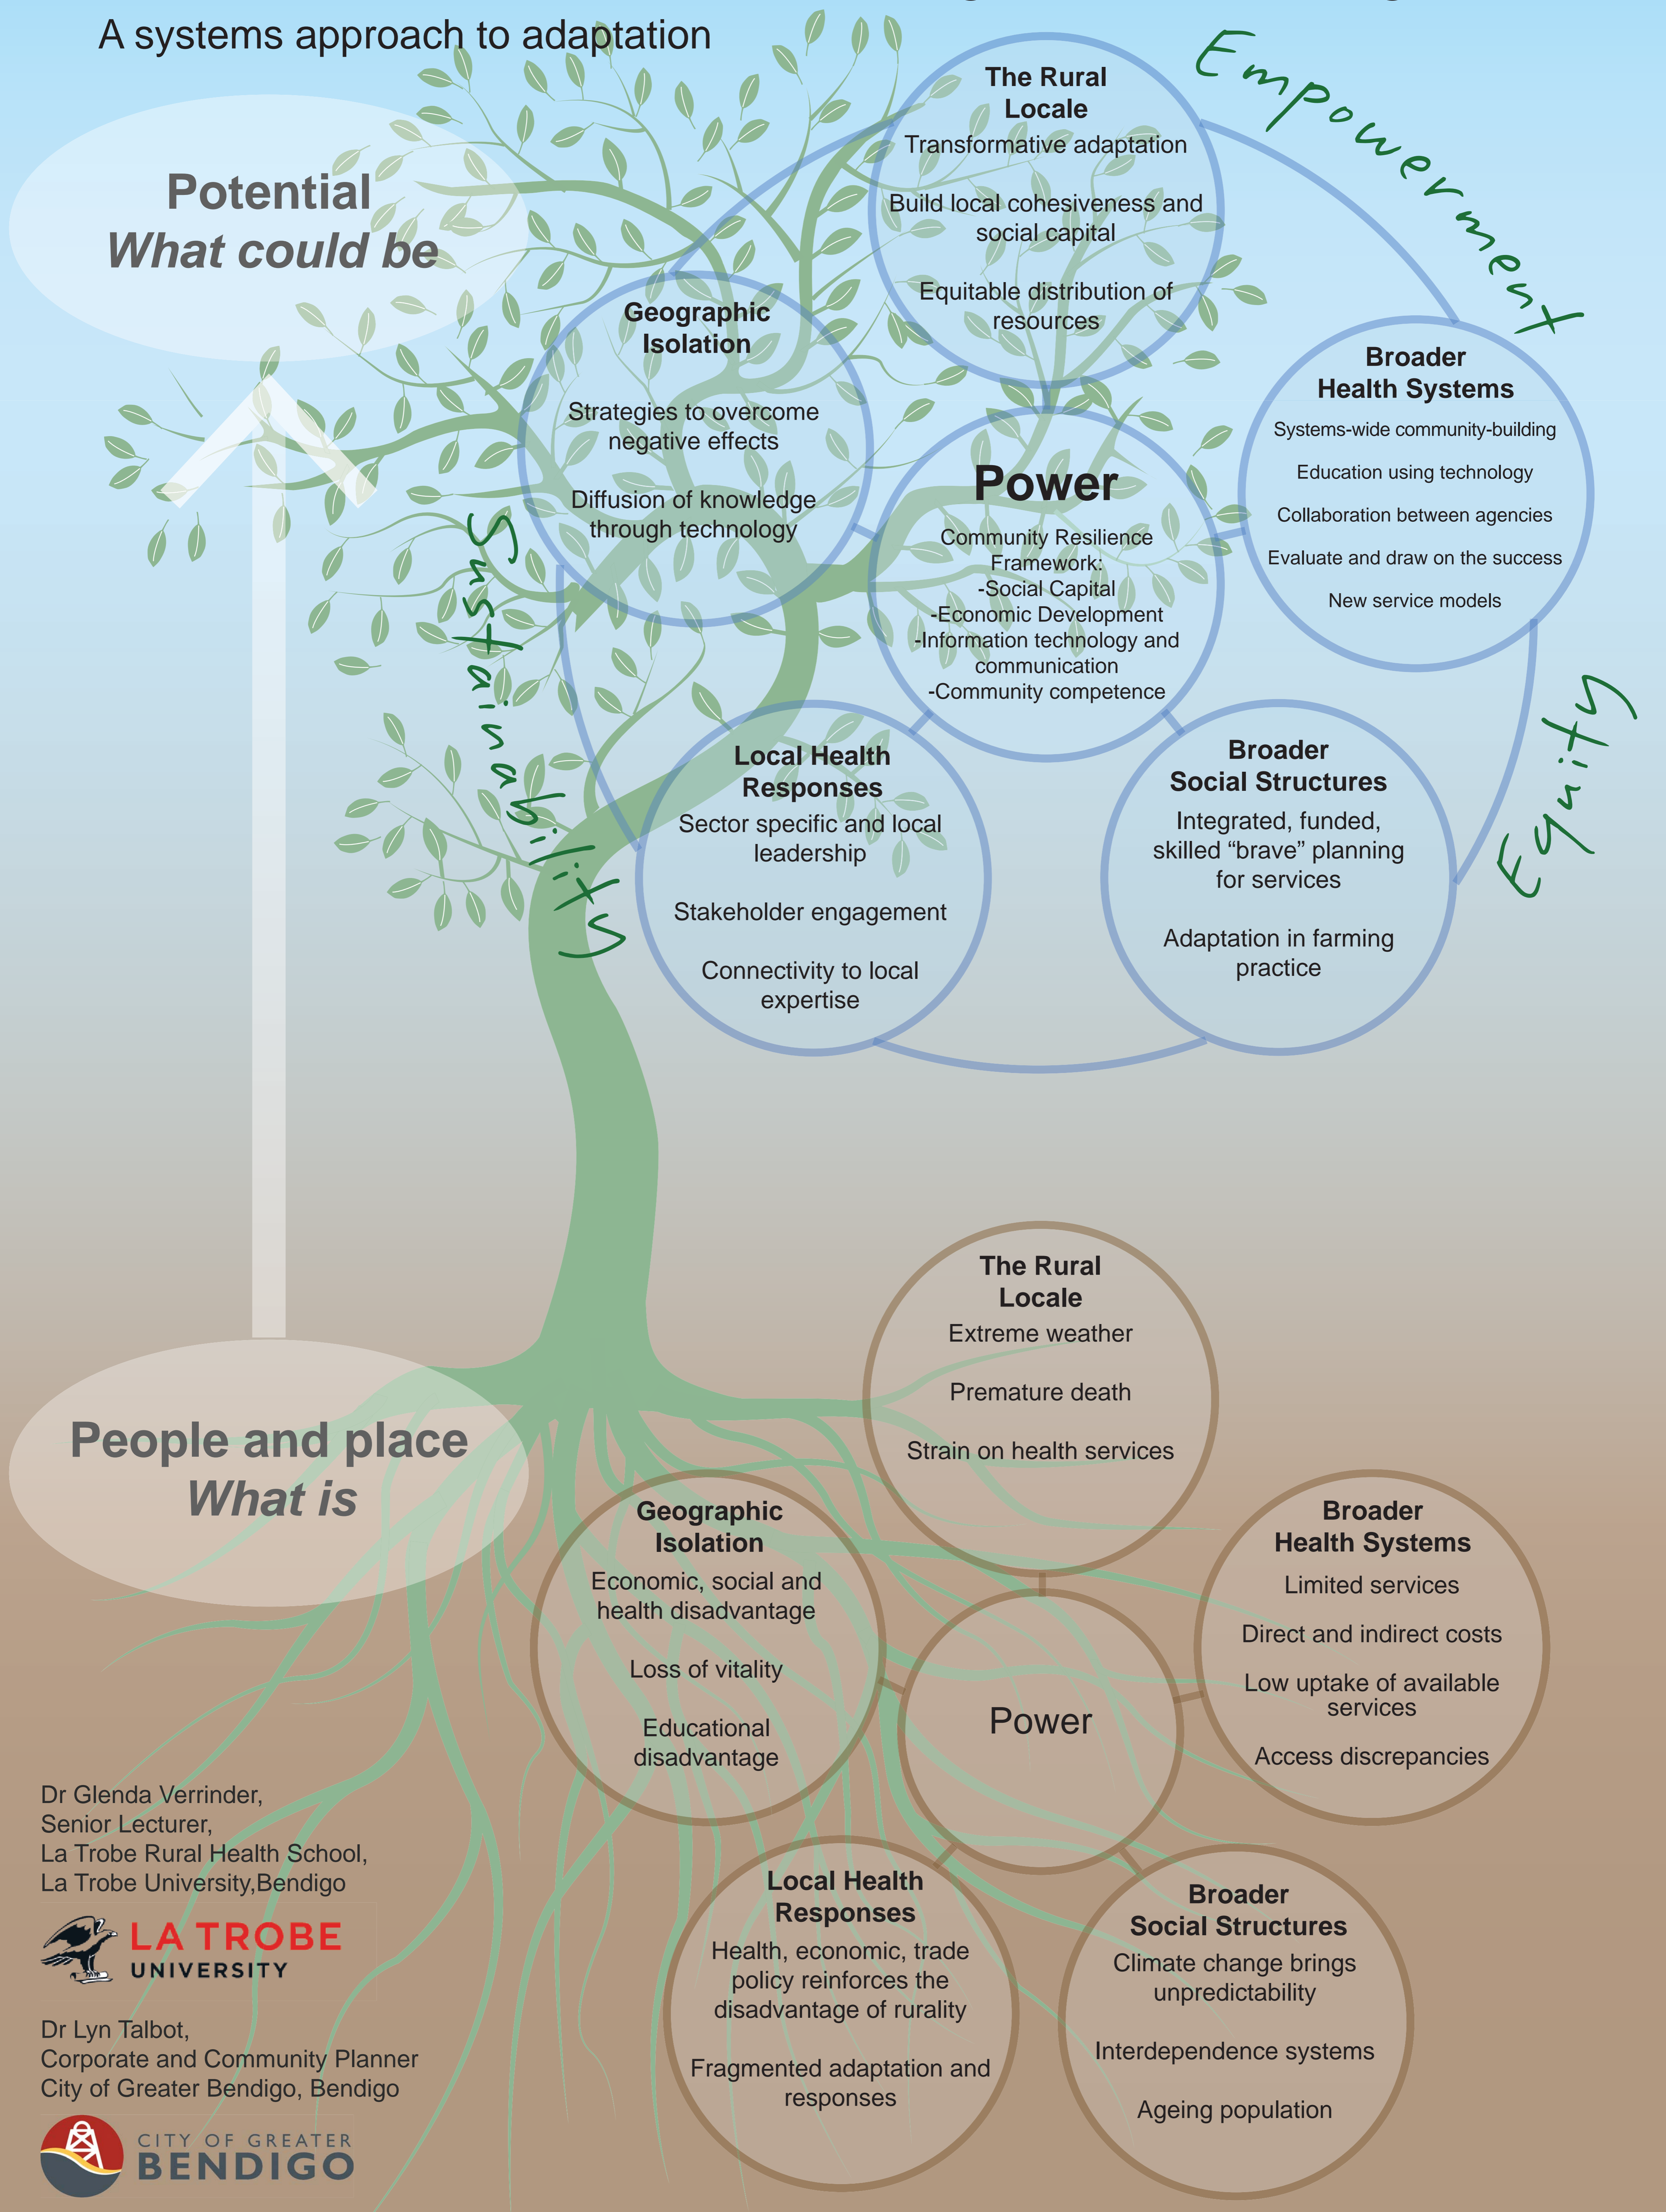 A systems approach to adaptation
Potential
What could be
The Rural
Locale
Transformative adaptation
Build local cohesiveness and
social capital
Equitable distribution of
resources
Empowerment
Geographic
Isolation
Strategies to overcome
negative effects
Diffusion of knowledge
through technology
Broader
Health Systems
Systems-wide community-building
Education using technology
Collaboration between agencies
Evaluate and draw on the success
New service models
Power
Community Resilience
Framework:
-Social Capital
-Economic Development
-Information technology and
communication
-Community competence
Sustainability
Equity
Local Health
Responses
Sector specific and local
leadership
Stakeholder engagement
Connectivity to local
expertise
Broader
Social Structures
Integrated, funded,
skilled “brave” planning
for services
Adaptation in farming
practice
People and place
What is
The Rural
Locale
Extreme weather
Premature death
Strain on health services
Geographic
Isolation
Economic, social and
health disadvantage
Loss of vitality
Educational
disadvantage
Broader
Health Systems
Limited services
Direct and indirect costs
Low uptake of available
services
Access discrepancies
Power
Local Health
Responses
Health, economic, trade
policy reinforces the
disadvantage of rurality
Fragmented adaptation and
responses
Broader
Social Structures
Climate change brings
unpredictability
Interdependence systems
Ageing population
Dr Glenda Verrinder,
Senior Lecturer,
La Trobe Rural Health School,
La Trobe University,Bendigo
LA TROBE
UNIVERSITY
Dr Lyn Talbot,
Corporate and Community Planner
City of Greater Bendigo, Bendigo
CITY OF GREATER
BENDIGO